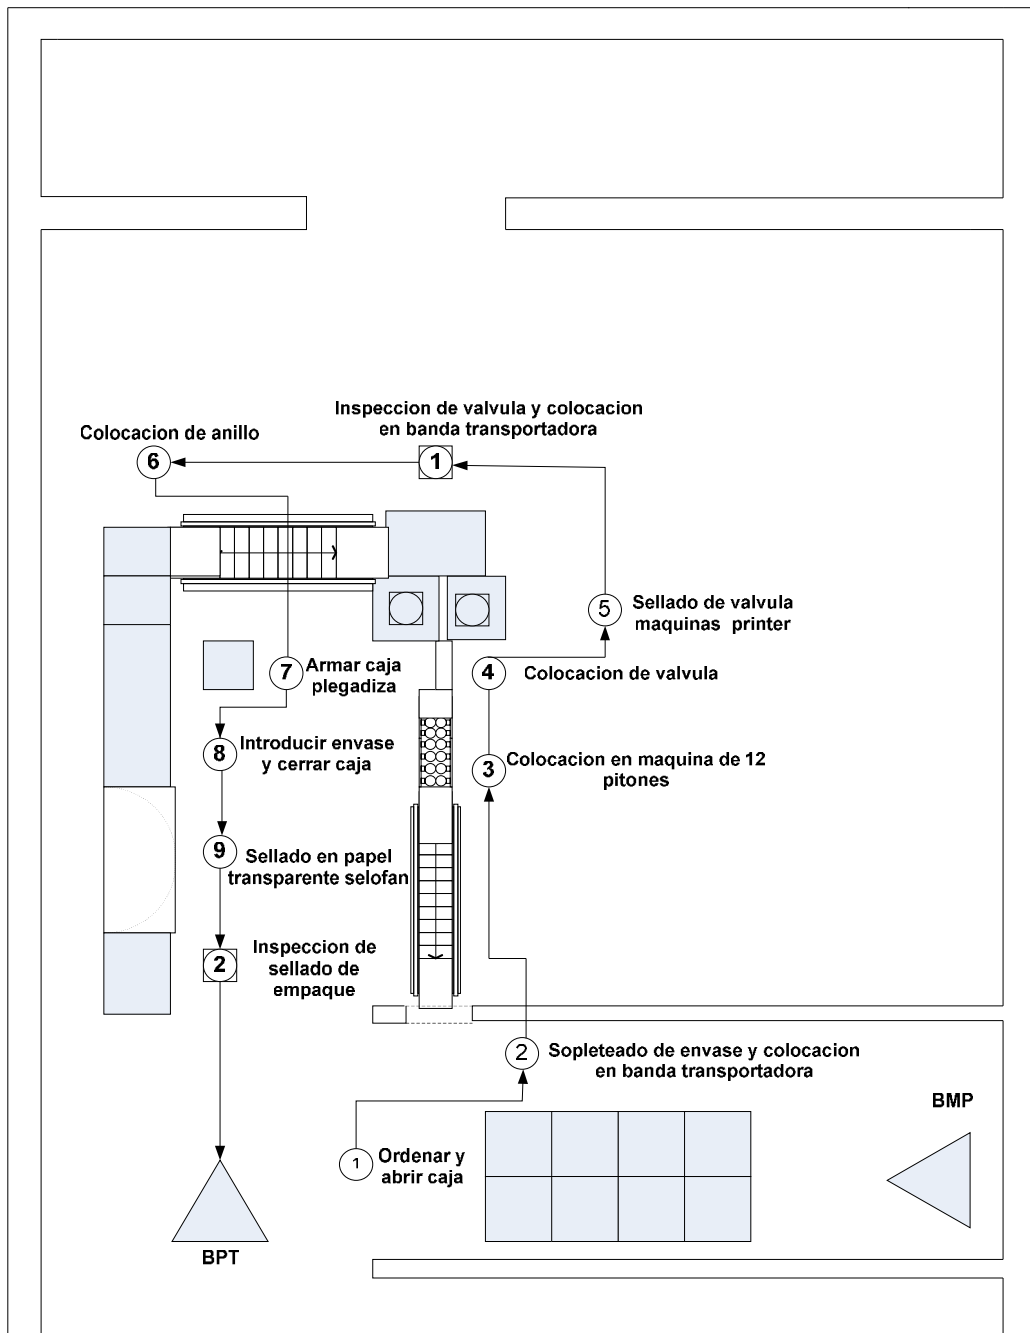 Inspeccion de valvula y colocacion
en banda transportadora
Colocacion de anillo
6
1
5
Sellado de valvula
maquinas printer
7
Armar caja
plegadiza
4
Colocacion de valvula
8
Introducir envase
y cerrar caja
3
Colocacion en maquina de 12
pitones
9
Sellado en papel
transparente selofan
2
Inspeccion de
sellado de
empaque
2
Sopleteado de envase y colocacion
en banda transportadora
BMP
1
Ordenar y
abrir caja
BPT